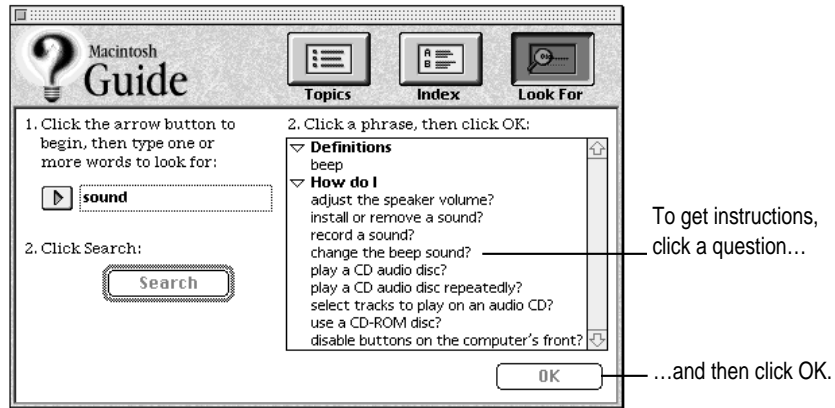 Macintosh
Guide
Topics
Index
Look For
1. Click the arrow button to
begin, then type one or
more words to look for:
sound
2. Click Search:
Search
2. Click a phrase, then click OK:
Definitions
beep
How do I
adjust the speaker volume?
install or remove a sound?
record a sound?
change the beep sound?
play a CD audio disc?
play a CD audio disc repeatedly?
select tracks to play on an audio CD?
use a CD-ROM disc?
disable buttons on the computer's front?
OK
To get instructions,
click a question…
…and then click OK.